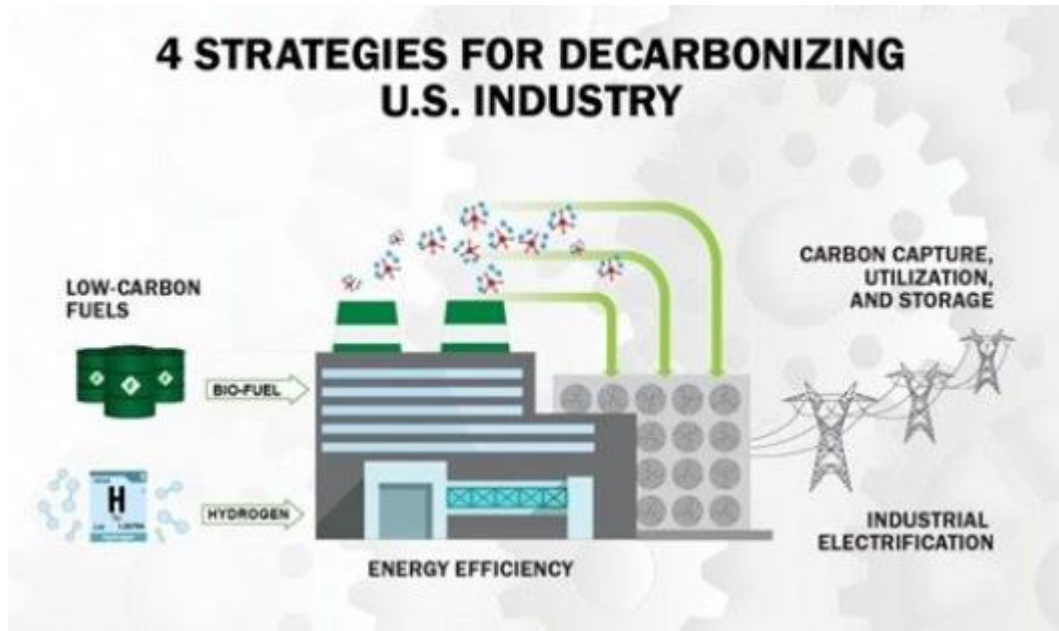 4 STRATEGIES FOR DECARBONIZING
U.S. INDUSTRY
LOW-CARBON
FUELS
BIO-FUEL
H
HYDROGEN
ENERGY EFFICIENCY
CARBON CAPTURE,
UTILIZATION,
AND STORAGE
INDUSTRIAL
ELECTRIFICATION